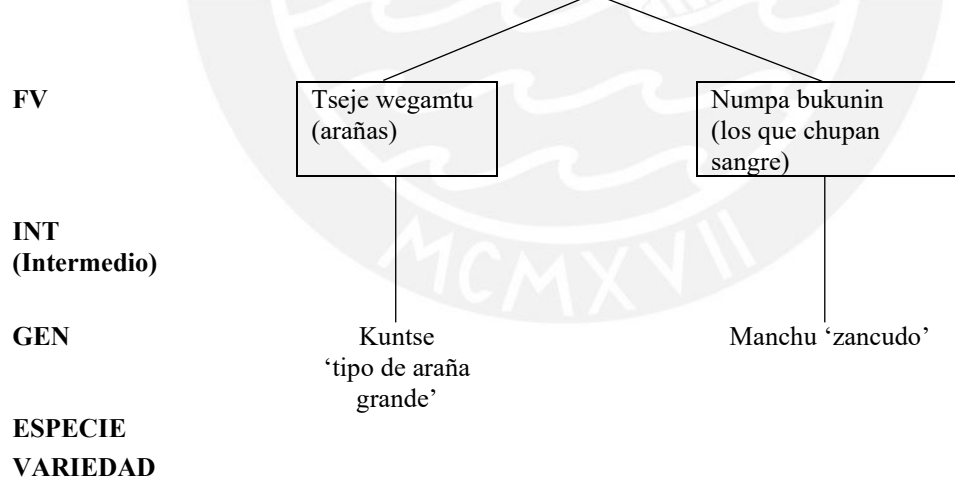 FV
Tseje wegamtu
(arañas)
Numpa bukunin
(los que chupan
sangre)
INT
(Intermedio)
MCMXVII
GEN
Kuntse
‘tipo de araña
grande’
Manchu ‘zancudo’
ESPECIE
VARIEDAD